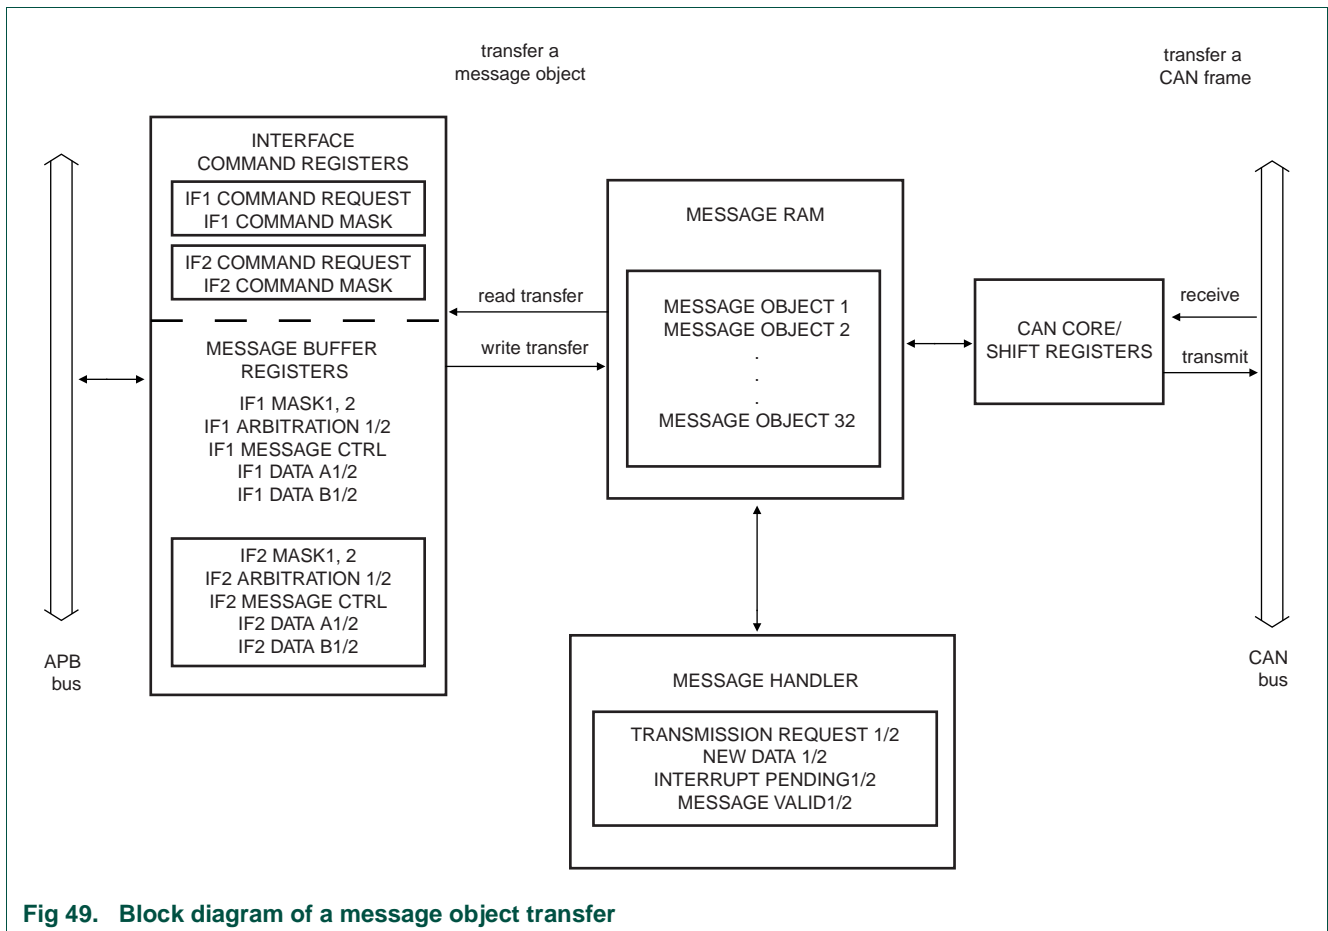 transfer a
message object
transfer a
CAN frame
INTERFACE
COMMAND REGISTERS
IF1 COMMAND REQUEST
IF1 COMMAND MASK
IF2 COMMAND REQUEST
IF2 COMMAND MASK
MESSAGE BUFFER
REGISTERS
IF1 MASK1, 2
IF1 ARBITRATION 1/2
IF1 MESSAGE CTRL
IF1 DATA A1/2
IF1 DATA B1/2
IF2 MASK1, 2
IF2 ARBITRATION 1/2
IF2 MESSAGE CTRL
IF2 DATA A1/2
IF2 DATA B1/2
APB
bus
read transfer
write transfer
MESSAGE RAM
MESSAGE OBJECT 1
MESSAGE OBJECT 2
.
.
.
MESSAGE OBJECT 32
CAN CORE/
SHIFT REGISTERS
receive
transmit
CAN
bus
MESSAGE HANDLER
TRANSMISSION REQUEST 1/2
NEW DATA 1/2
INTERRUPT PENDING1/2
MESSAGE VALID1/2
Fig 49. Block diagram of a message object transfer